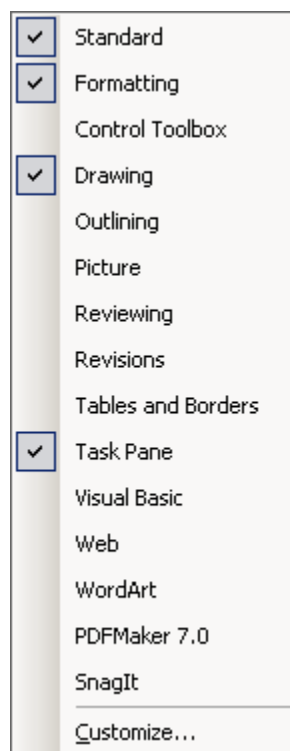 Standard
Formatting
Control Toolbox
Drawing
Outlining
Picture
Reviewing
Revisions
Tables and Borders
Task Pane
Visual Basic
Web
WordArt
PDFMaker 7.0
SnagIt
Customize...